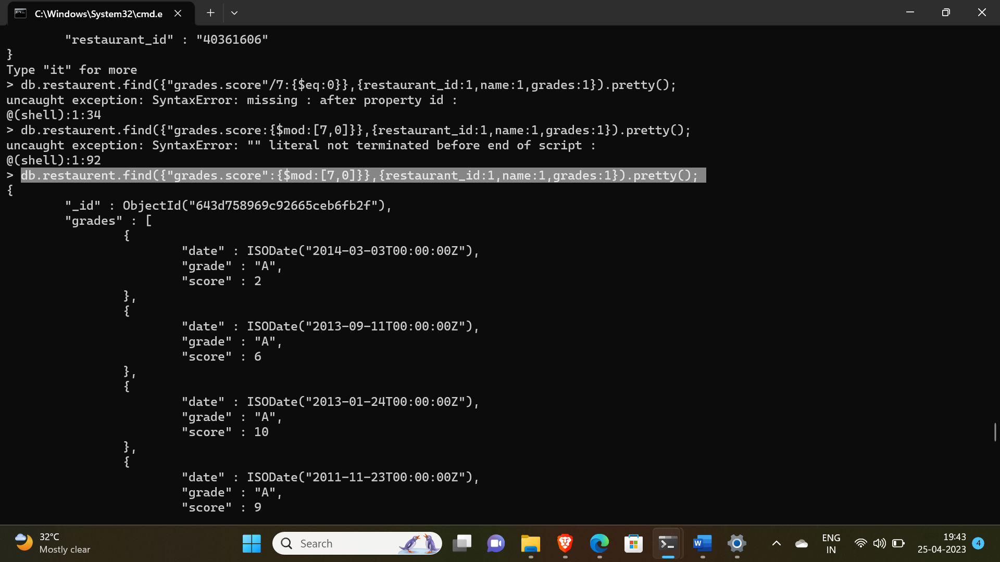 C:\Windows\System32\cmd.e
"restaurant_id" : "40361606"
}
Type "it" for more
> db.restaurent.find({"grades.score"/7:{$eq:0}},{restaurant_id:1,name:1,grades:1}).pretty();
uncaught exception: SyntaxError: missing : after property id :
@(shell):1:34
> db.restaurent.find({"grades.score:{$mod:[7,0]}},{restaurant_id:1,name:1,grades:1}).pretty();
uncaught exception: SyntaxError: "" literal not terminated before end of script :
@(shell):1:92
> db.restaurent.find({"grades.score":{$mod:[7,0]}},{restaurant_id:1,name:1,grades:1}).pretty();
{
"_id" : ObjectId("643d758969c92665ceb6fb2f"),
"grades" : [
{
"date" : ISODate("2014-03-03T00:00:00Z"),
"grade" : "A",
"score" : 2
},
{
"date" : ISODate("2013-09-11T00:00:00Z"),
"grade" : "A",
"score" : 6
},
{
"date" : ISODate("2013-01-24T00:00:00Z"),
"grade" : "A",
"score" : 10
},
{
"date" : ISODate("2011-11-23T00:00:00Z"),
"grade" : "A",
"score" : 9
32°C
Mostly clear
Search
W
ENG
IN
19:43
25-04-2023
4